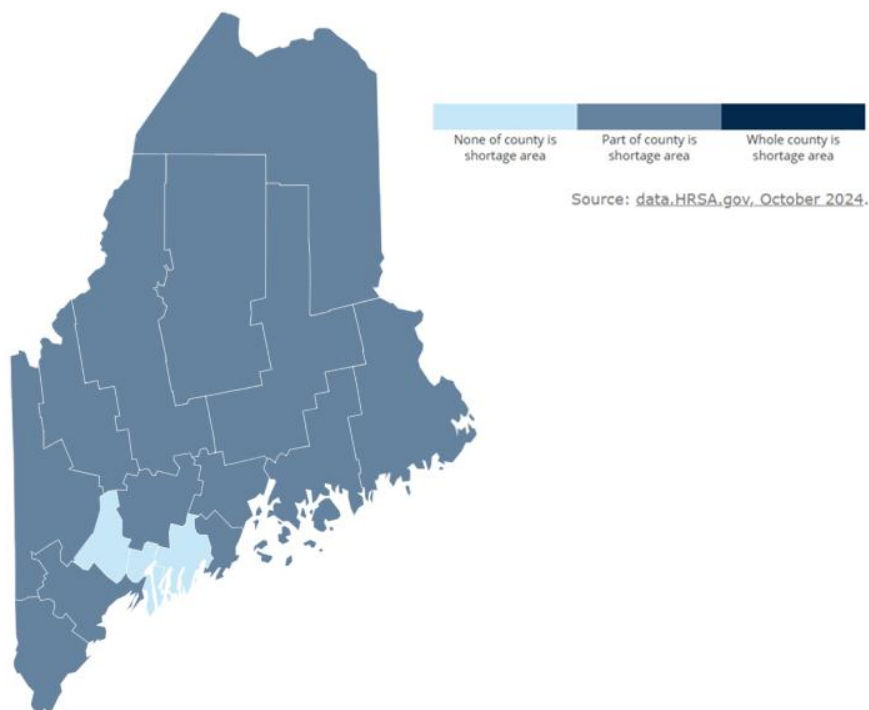 None of county is
shortage area
Part of county is
shortage area
Whole county is
shortage area
Source: data.HRSA.gov, October 2024.